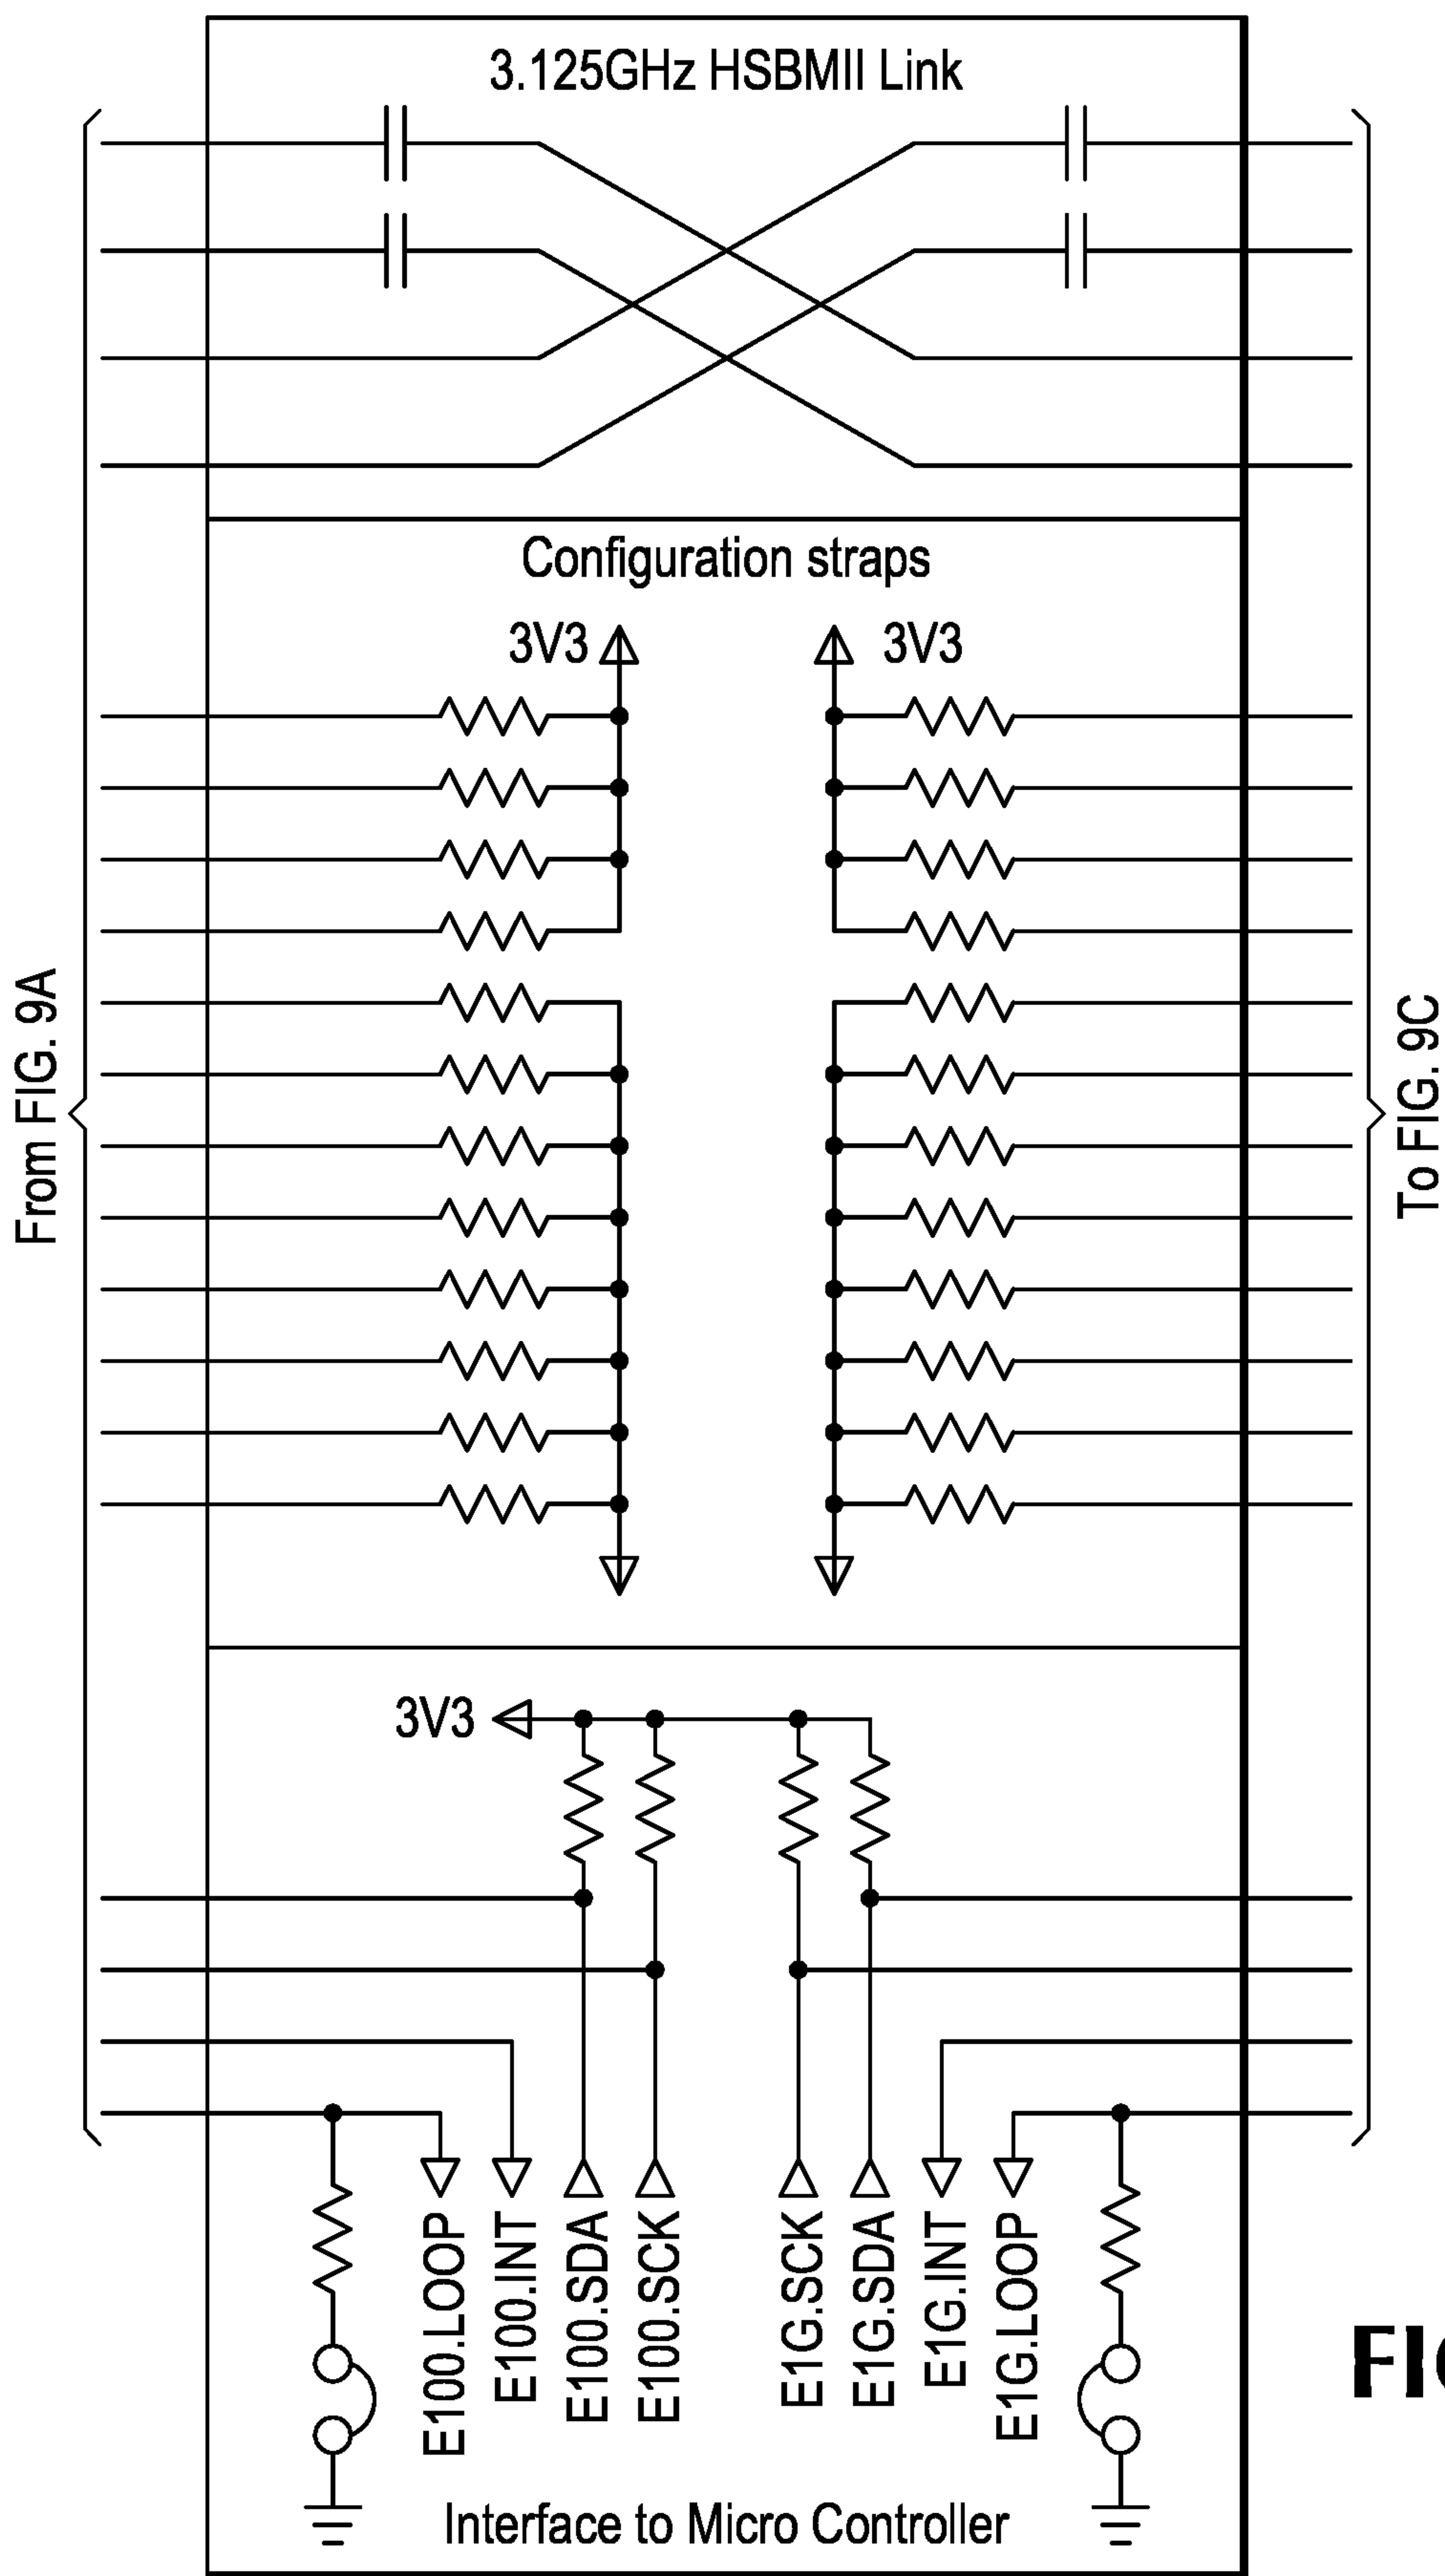 3.125GHz HSBMII Link
Configuration straps
3V3
3V3
From FIG. 9A
To FIG. 9C
3V3
E100.LOOP
E100.INT
E100.SDA
E100.SCK
E1G.SCK
E1G.SDA
E1G.INT
E1G.LOOP
Interface to Micro Controller